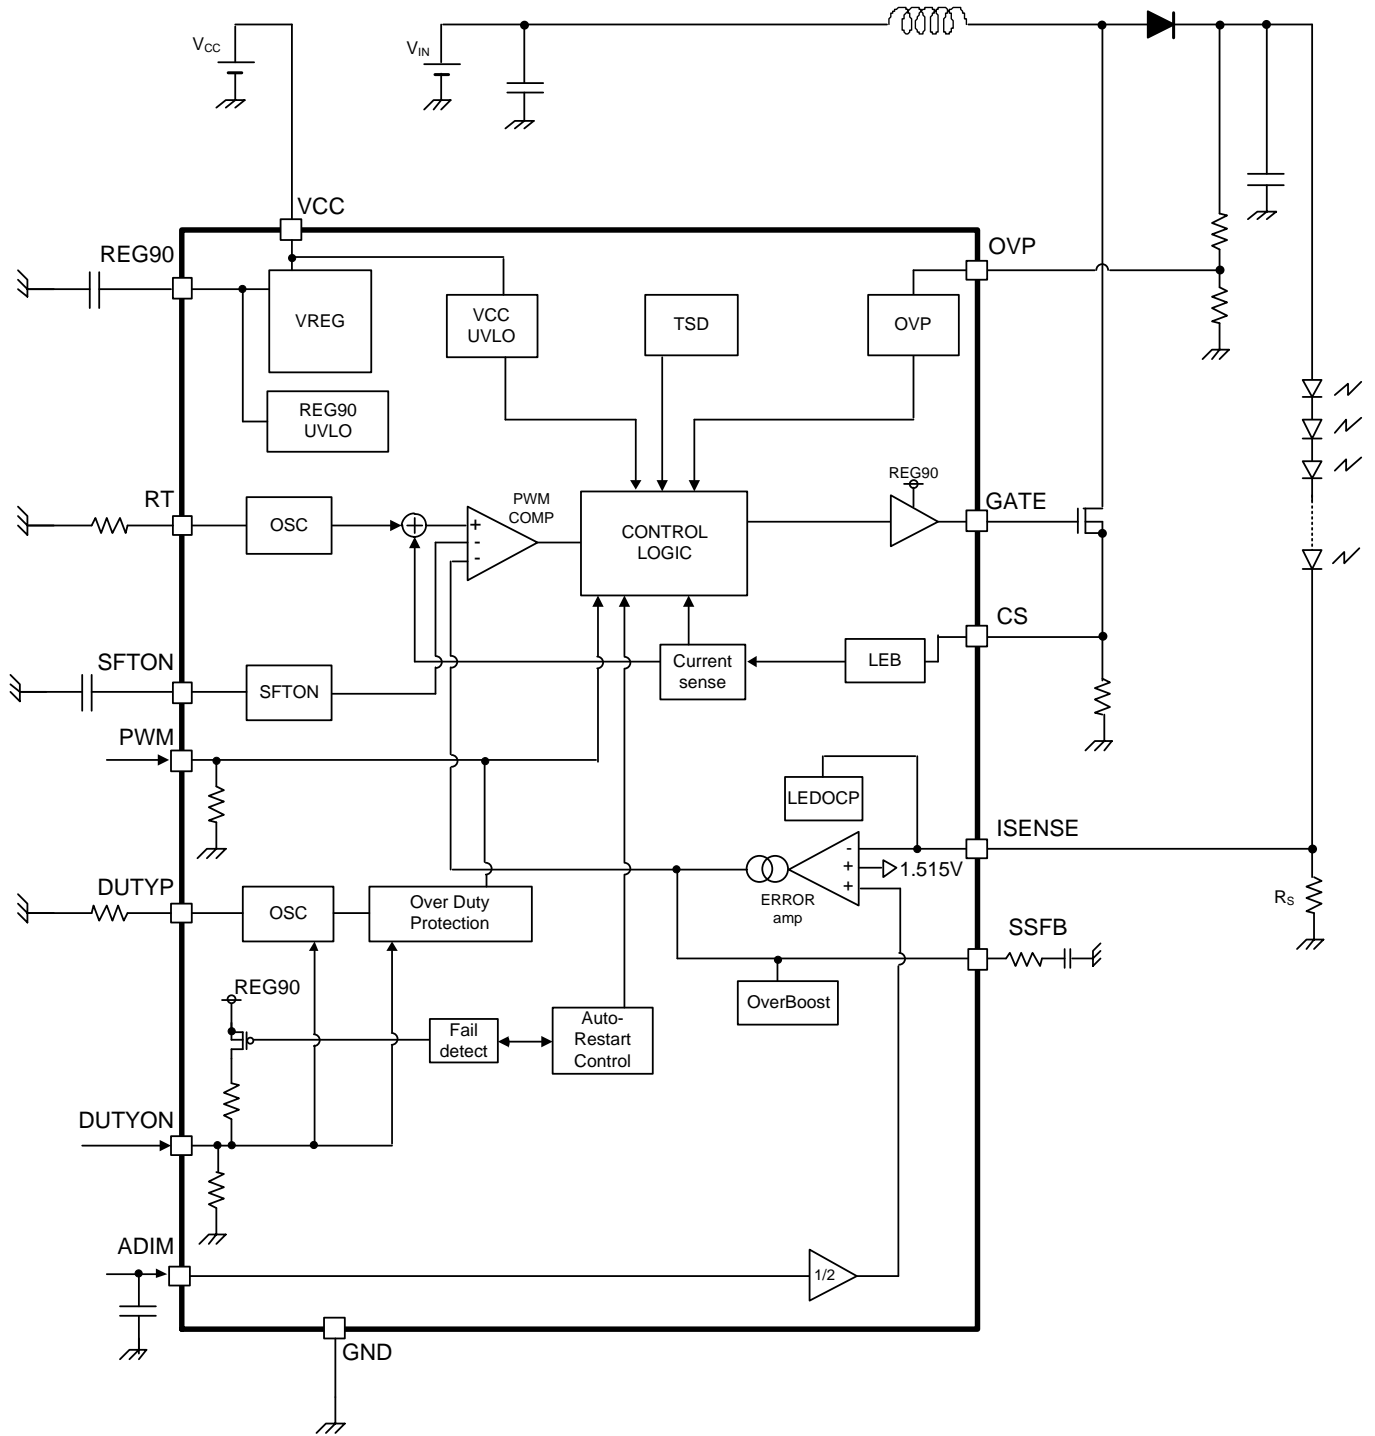 VCC
VIN
VCC
REG90
OVP
VREG
VCC
UVLO
TSD
OVP
REG90
UVLO
REG90
RT
OSC
PWM
COMP
+
-
-
CONTROL
LOGIC
GATE
CS
SFTON
SFTON
Current
sense
LEB
PWM
LEDOCP
ISENSE
-
+
+
1.515V
ERROR
amp
DUTYP
OSC
Over Duty
Protection
RS
SSFB
REG90
OverBoost
Fail
detect
Auto-
Restart
Control
DUTYON
ADIM
1/2
GND